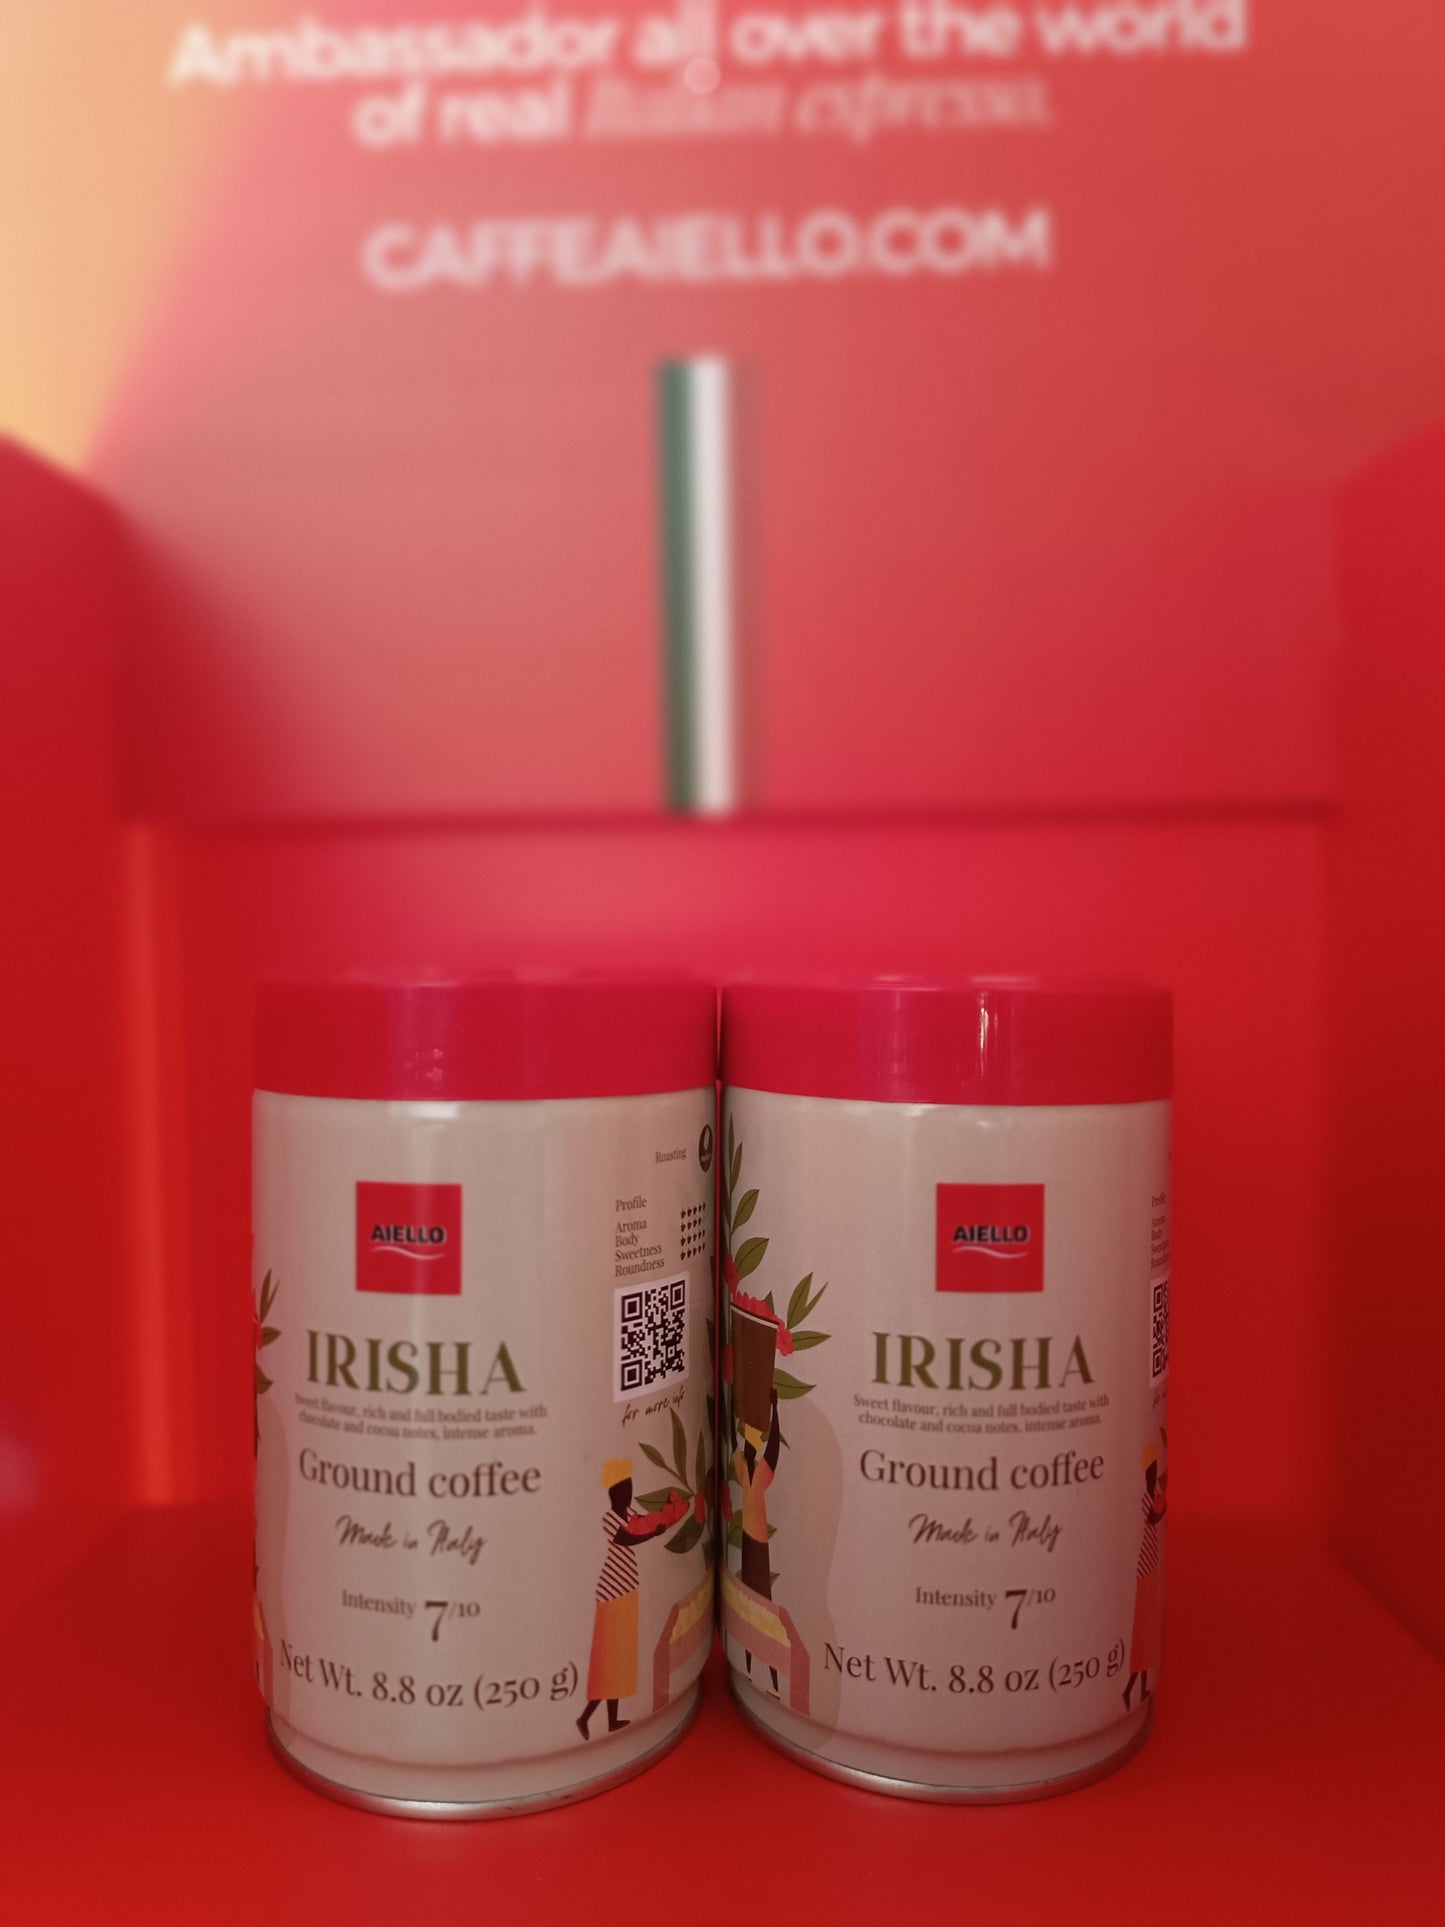 Ambassador all over the world
of real Italian espresso.
CAFFEAIELLO.COM
Roasting
Profile
Aroma
Body
Sweetness
Roundness
AIELLO
for more info
IRISHA
Sweet flavour, rich and full bodied taste with
chocolate and cocoa notes, intense aroma.
Ground coffee
Made in Italy
Intensity 7/10
Net Wt. 8.8 oz (250 g)
AIELLO
IRISHA
Sweet flavour, rich and full bodied taste with
chocolate and cocoa notes, intense aroma.
Ground coffee
Made in Italy
Intensity 7/10
Net Wt. 8.8 oz (250 g)